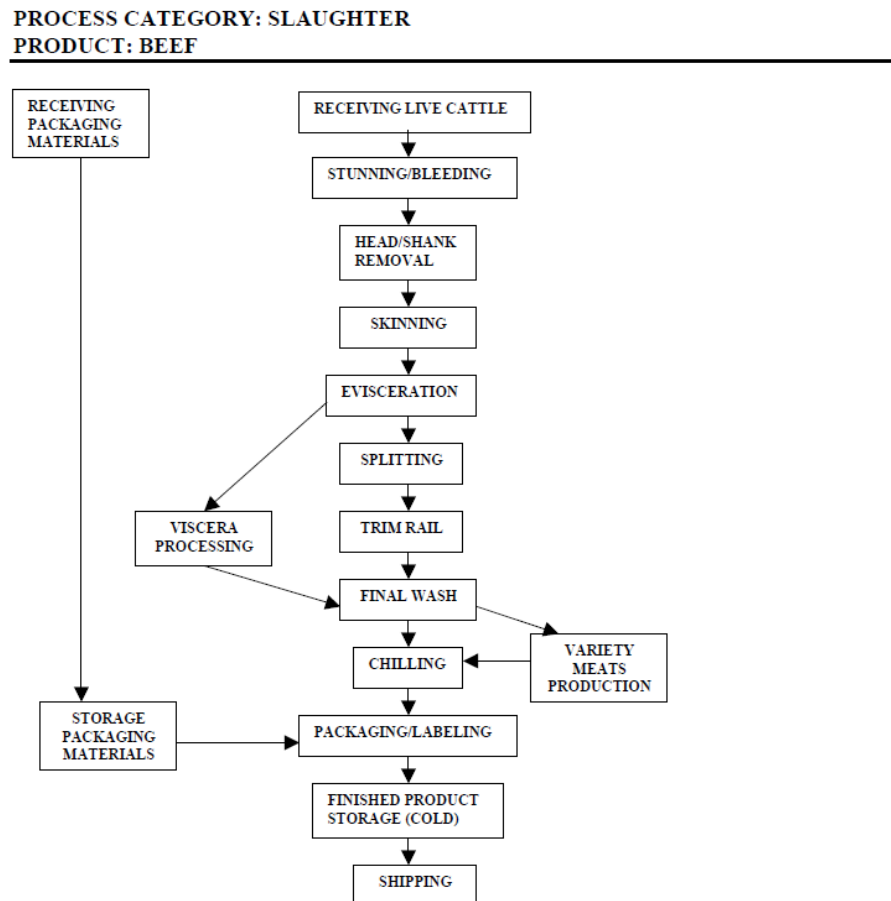 PROCESS CATEGORY: SLAUGHTER
PRODUCT: BEEF
RECEIVING
PACKAGING
MATERIALS
RECEIVING LIVE CATTLE
STUNNING/BLEEDING
HEAD/SHANK
REMOVAL
SKINNING
EVISCERATION
SPLITTING
VISCERA
PROCESSING
TRIM RAIL
FINAL WASH
VARIETY
MEATS
PRODUCTION
CHILLING
STORAGE
PACKAGING
MATERIALS
PACKAGING/LABELING
FINISHED PRODUCT
STORAGE (COLD)
SHIPPING